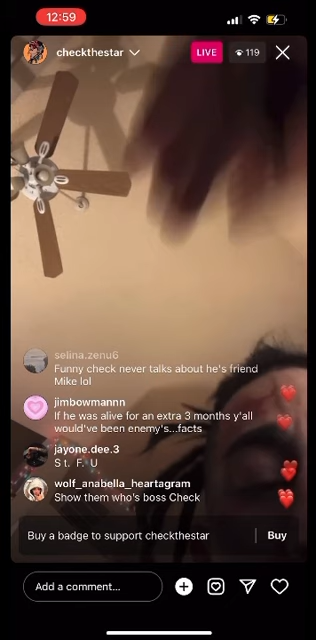 12:59
checkthestar
LIVE
119
selina.zenu6
Funny check never talks about he's friend
Mike lol
jimbowmannn
If he was alive for an extra 3 months y'all
would've been enemy's...facts
jayone.dee.3
S t. F. U
wolf_anabella_heartagram
Show them who's boss Check
Buy a badge to support checkthestar
Buy
Add a comment...